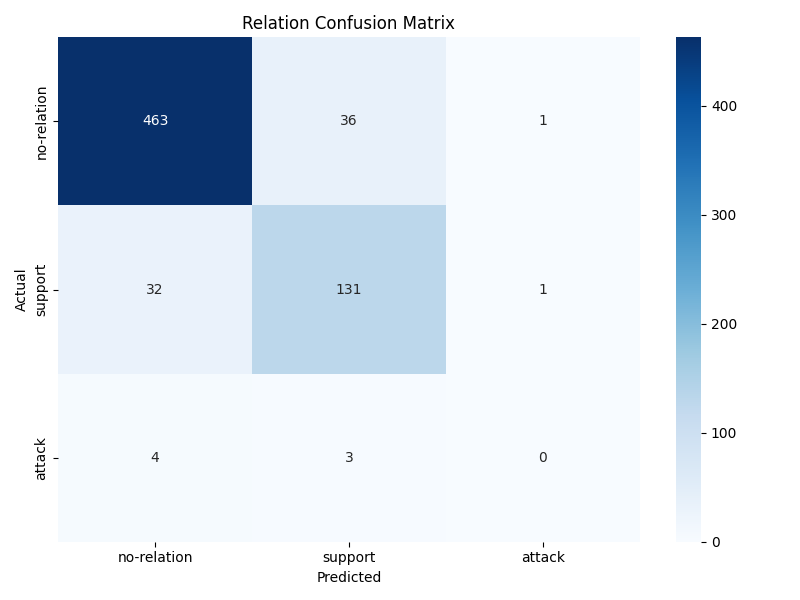 Relation Confusion Matrix
no-relation
463
36
1
400
300
Actual
support
32
131
1
200
100
attack
4
3
0
0
no-relation
support
attack
Predicted